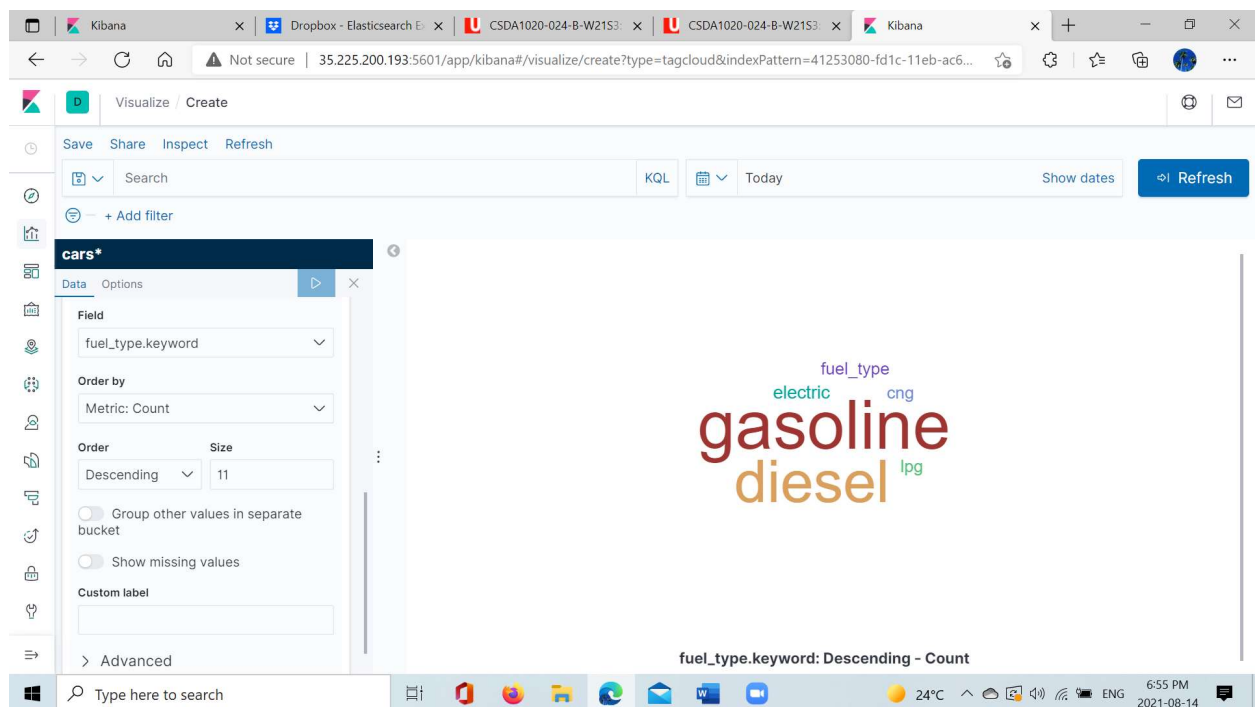 Kibana
Dropbox - Elasticsearch E
CSDA1020-024-B-W21S3:
CSDA1020-024-B-W21S3:
Kibana
Not secure | 35.225.200.193:5601/app/kibana#/visualize/create?type=tagcloud&indexPattern=41253080-fd1c-11eb-ac6...
D Visualize / Create
Save Share Inspect Refresh
Search KQL Today Show dates Refresh
+ Add filter
cars*
Data Options
Field
fuel_type.keyword
Order by
Metric: Count
Order Size
Descending 11
Group other values in separate
bucket
Show missing values
Custom label
Advanced
fuel_type
electric cng
gasoline
diesel lpg
fuel_type.keyword: Descending - Count
Type here to search
24°C
ENG
6:55 PM
2021-08-14